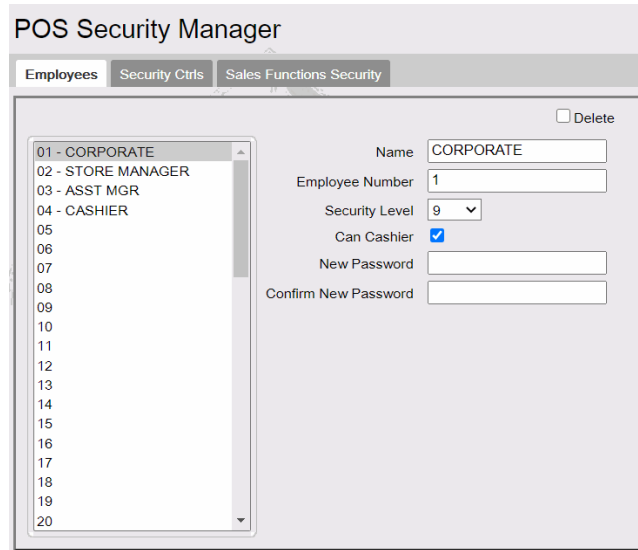 POS Security Manager
Employees Security Ctrls Sales Functions Security
Delete
01 - CORPORATE
02 - STORE MANAGER
03 - ASST MGR
04 - CASHIER
05
06
07
08
09
10
11
12
13
14
15
16
17
18
19
20
Name CORPORATE
Employee Number 1
Security Level 9
Can Cashier
New Password
Confirm New Password